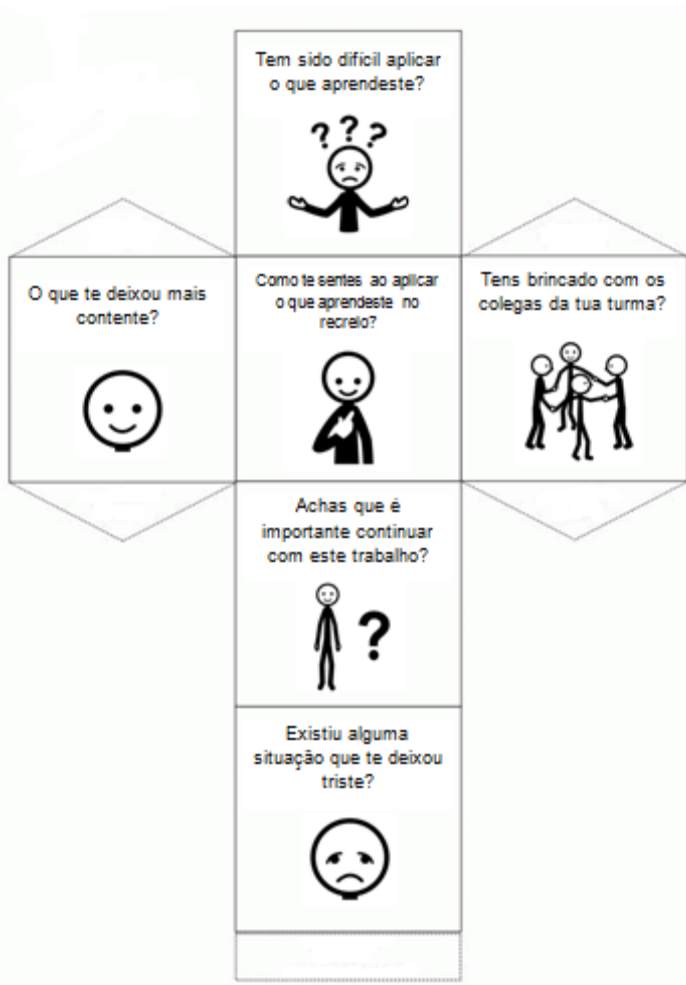 Tem sido difícil aplicar
o que aprendeste?
? ? ?
O que te deixou mais
contente?
Como te sentes ao aplicar
o que aprendeste no
recreio?
Tens brincado com os
colegas da tua turma?
Achas que é
importante continuar
com este trabalho?
?
Existiu alguma
situação que te deixou
triste?